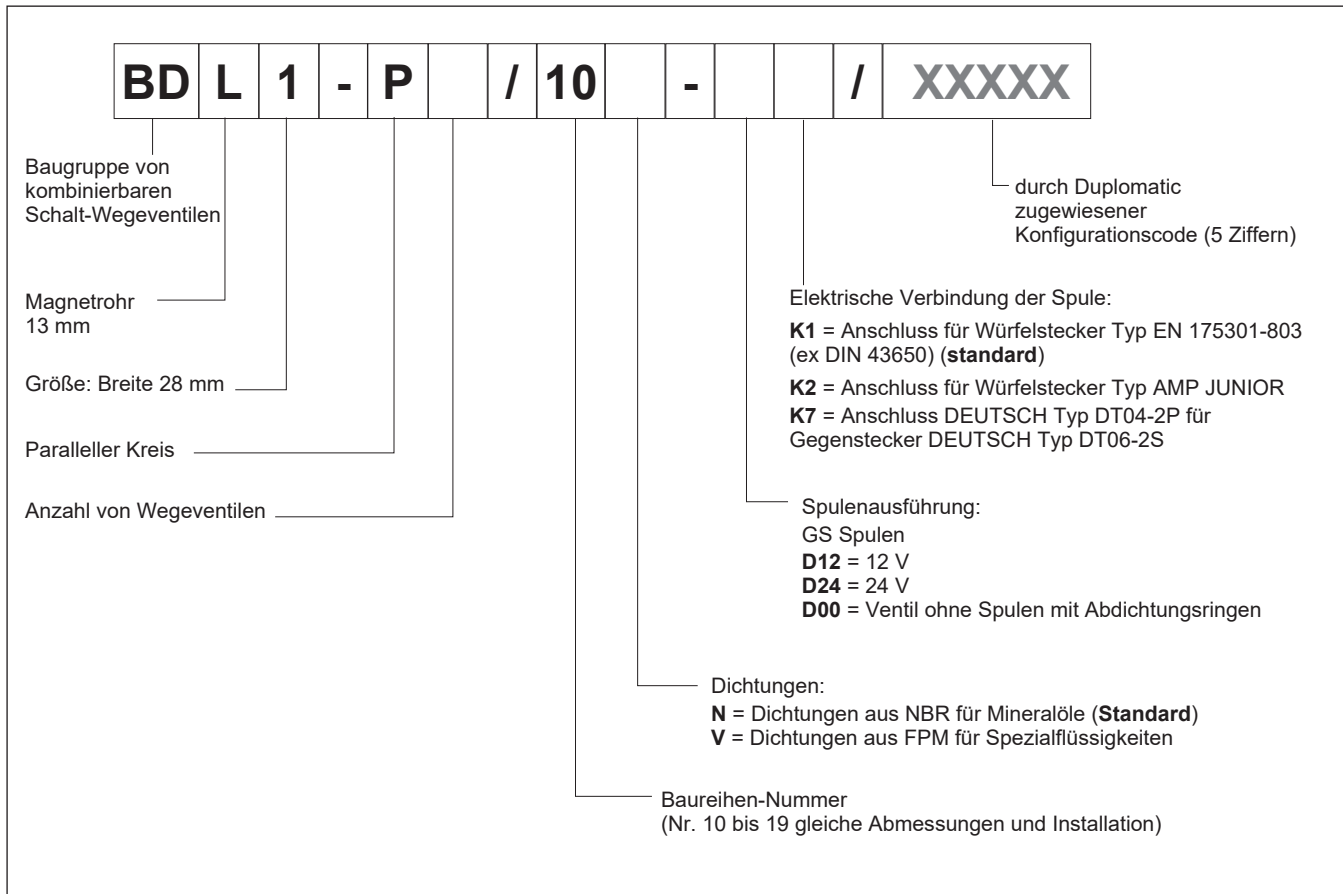 BD L 1 - P / 10 - / XXXXX
Baugruppe von
kombinierbaren
Schalt-Wegeventilen
durch Duplomatic
zugewiesener
Konfigurationscode (5 Ziffern)
Magnetrohr
13 mm
Größe: Breite 28 mm
Paralleller Kreis
Anzahl von Wegeventilen
Elektrische Verbindung der Spule:
K1 = Anschluss für Würfelstecker Typ EN 175301-803
(ex DIN 43650) (standard)
K2 = Anschluss für Würfelstecker Typ AMP JUNIOR
K7 = Anschluss DEUTSCH Typ DT04-2P für
Gegenstecker DEUTSCH Typ DT06-2S
Spulenausführung:
GS Spulen
D12 = 12 V
D24 = 24 V
D00 = Ventil ohne Spulen mit Abdichtungsringen
Dichtungen:
N = Dichtungen aus NBR für Mineralöle (Standard)
V = Dichtungen aus FPM für Spezialflüssigkeiten
Baureihen-Nummer
(Nr. 10 bis 19 gleiche Abmessungen und Installation)